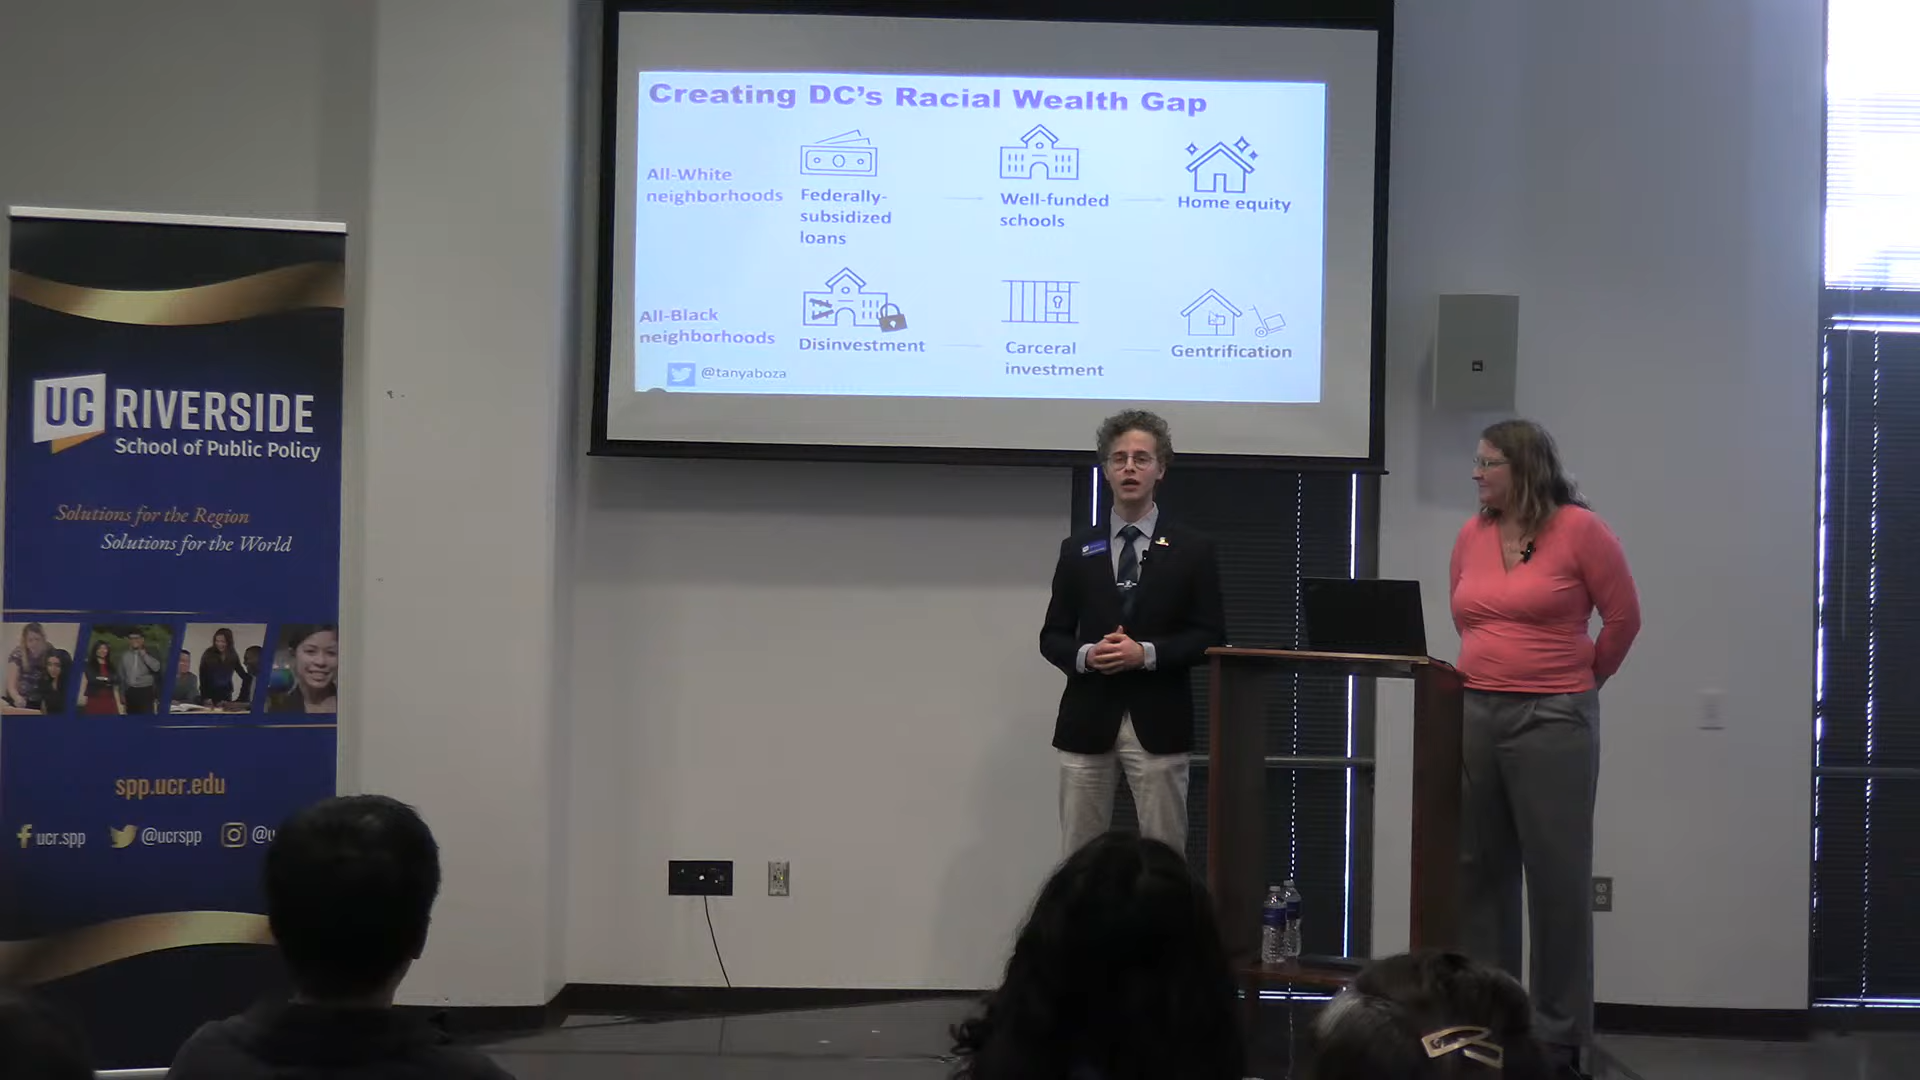 Creating DC's Racial Wealth Gap
All-White
neighborhoods
Federally-
subsidized
loans
Well-funded
schools
Home equity
All-Black
neighborhoods
Disinvestment
Carceral
investment
Gentrification
@tanyaboza
UC RIVERSIDE
School of Public Policy
Solutions for the Region
Solutions for the World
spp.ucr.edu
ucr.spp
@ucrspp